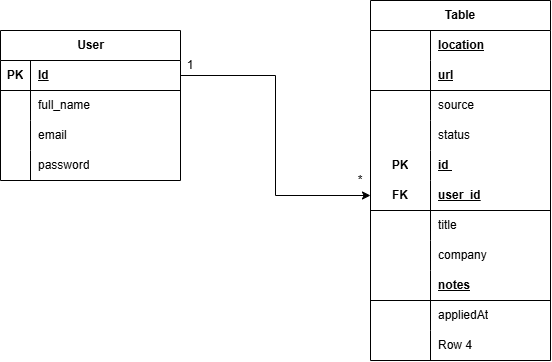 User
PK Id
full_name
email
password
1
*
Table
location
url
source
status
PK id
FK user_id
title
company
notes
appliedAt
Row 4